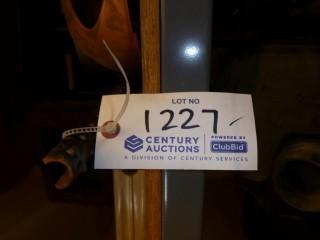 LOT NO
1227-
CENTURY AUCTIONS
POWERED BY
ClubBid
A DIVISION OF CENTURY SERVICES